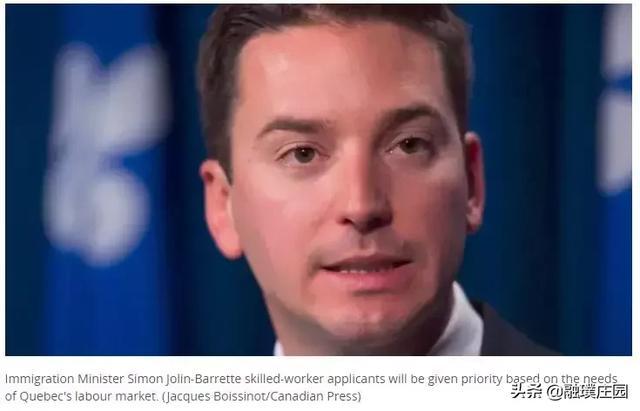 头条 @融璞庄园
Immigration Minister Simon Jolin-Barrette skilled-worker applicants will be given priority based on the needs
of Quebec's labour market. (Jacques Boissinot/Canadian Press)